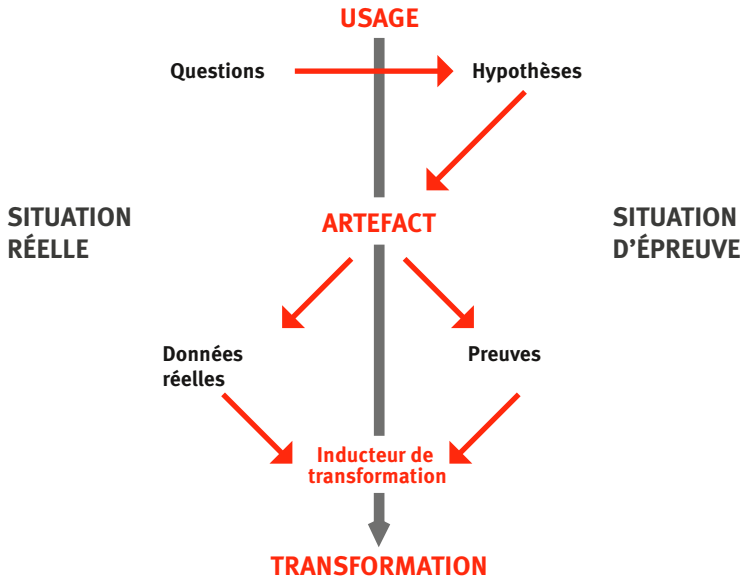 USAGE
Questions
Hypothèses
SITUATION
RÉELLE
ARTEFACT
SITUATION
D'ÉPREUVE
Données
réelles
Preuves
Inducteur de
transformation
TRANSFORMATION